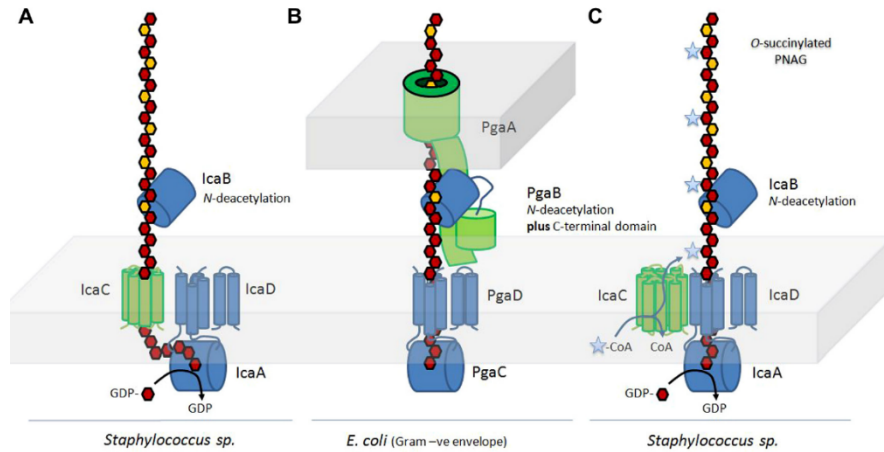 A
IcaB
N-deacetylation
IcaC
IcaD
IcaA
GDP-
GDP
Staphylococcus sp.
B
PgaA
PgaB
N-deacetylation
plus C-terminal domain
PgaD
PgaC
E. coli (Gram –ve envelope)
C
O-succinylated
PNAG
IcaB
N-deacetylation
IcaC
IcaD
-CoA
CoA
IcaA
GDP-
GDP
Staphylococcus sp.